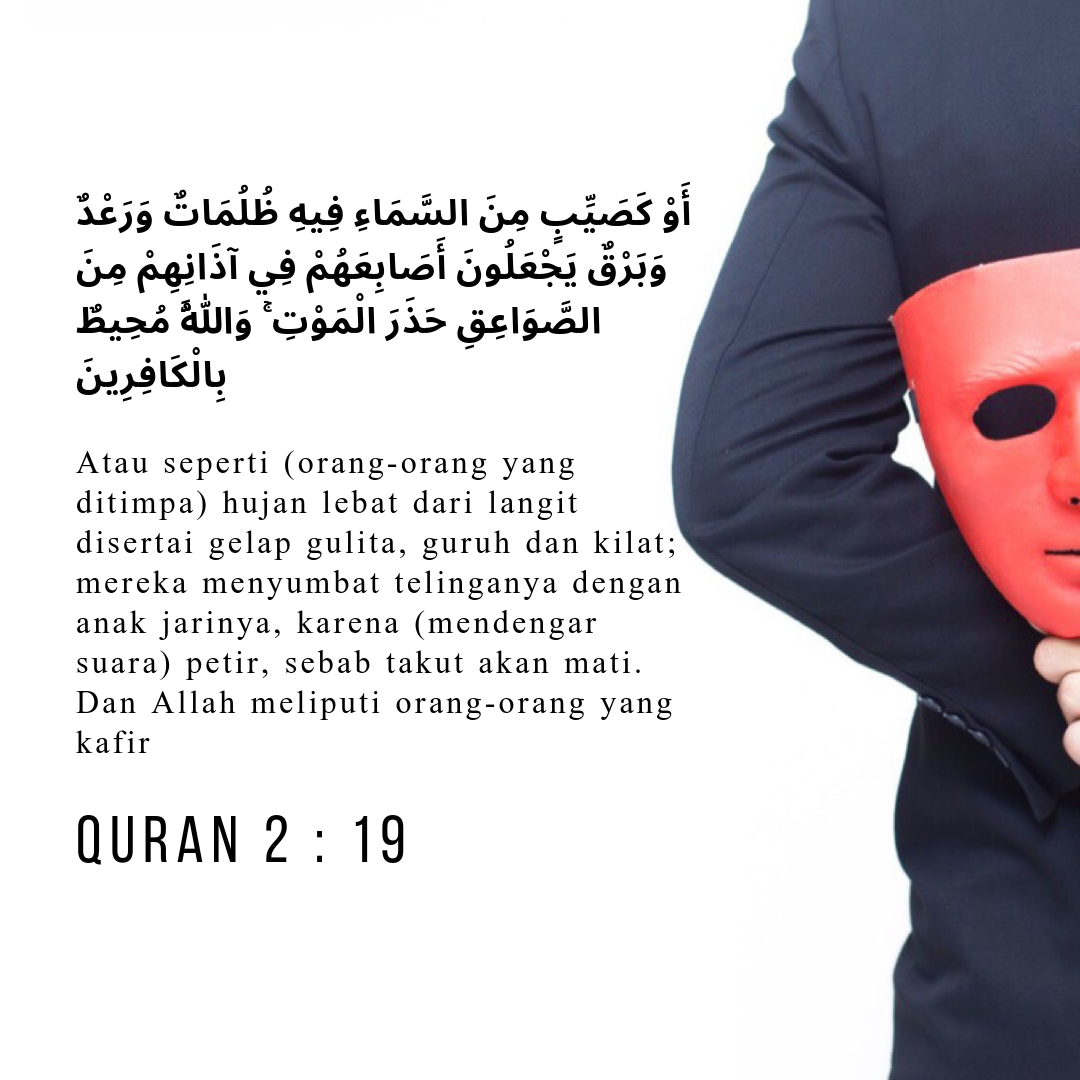 أَوْ كَصَيِّبٍ مِنَ السَّمَاءِ فِيهِ ظُلُمَاتٌ وَرَعْدٌ
وَبَرْقٌ يَجْعَلُونَ أَصَابِعَهُمْ فِي آذَانِهِمْ مِنَ
الصَّوَاعِقِ حَذَرَ الْمَوْتِ ۚ وَاللَّهُ مُحِيطٌ
بِالْكَافِرِينَ
Atau seperti (orang-orang yang
ditimpa) hujan lebat dari langit
disertai gelap gulita, guruh dan kilat;
mereka menyumbat telinganya dengan
anak jarinya, karena (mendengar
suara) petir, sebab takut akan mati.
Dan Allah meliputi orang-orang yang
kafir
QURAN 2 : 19